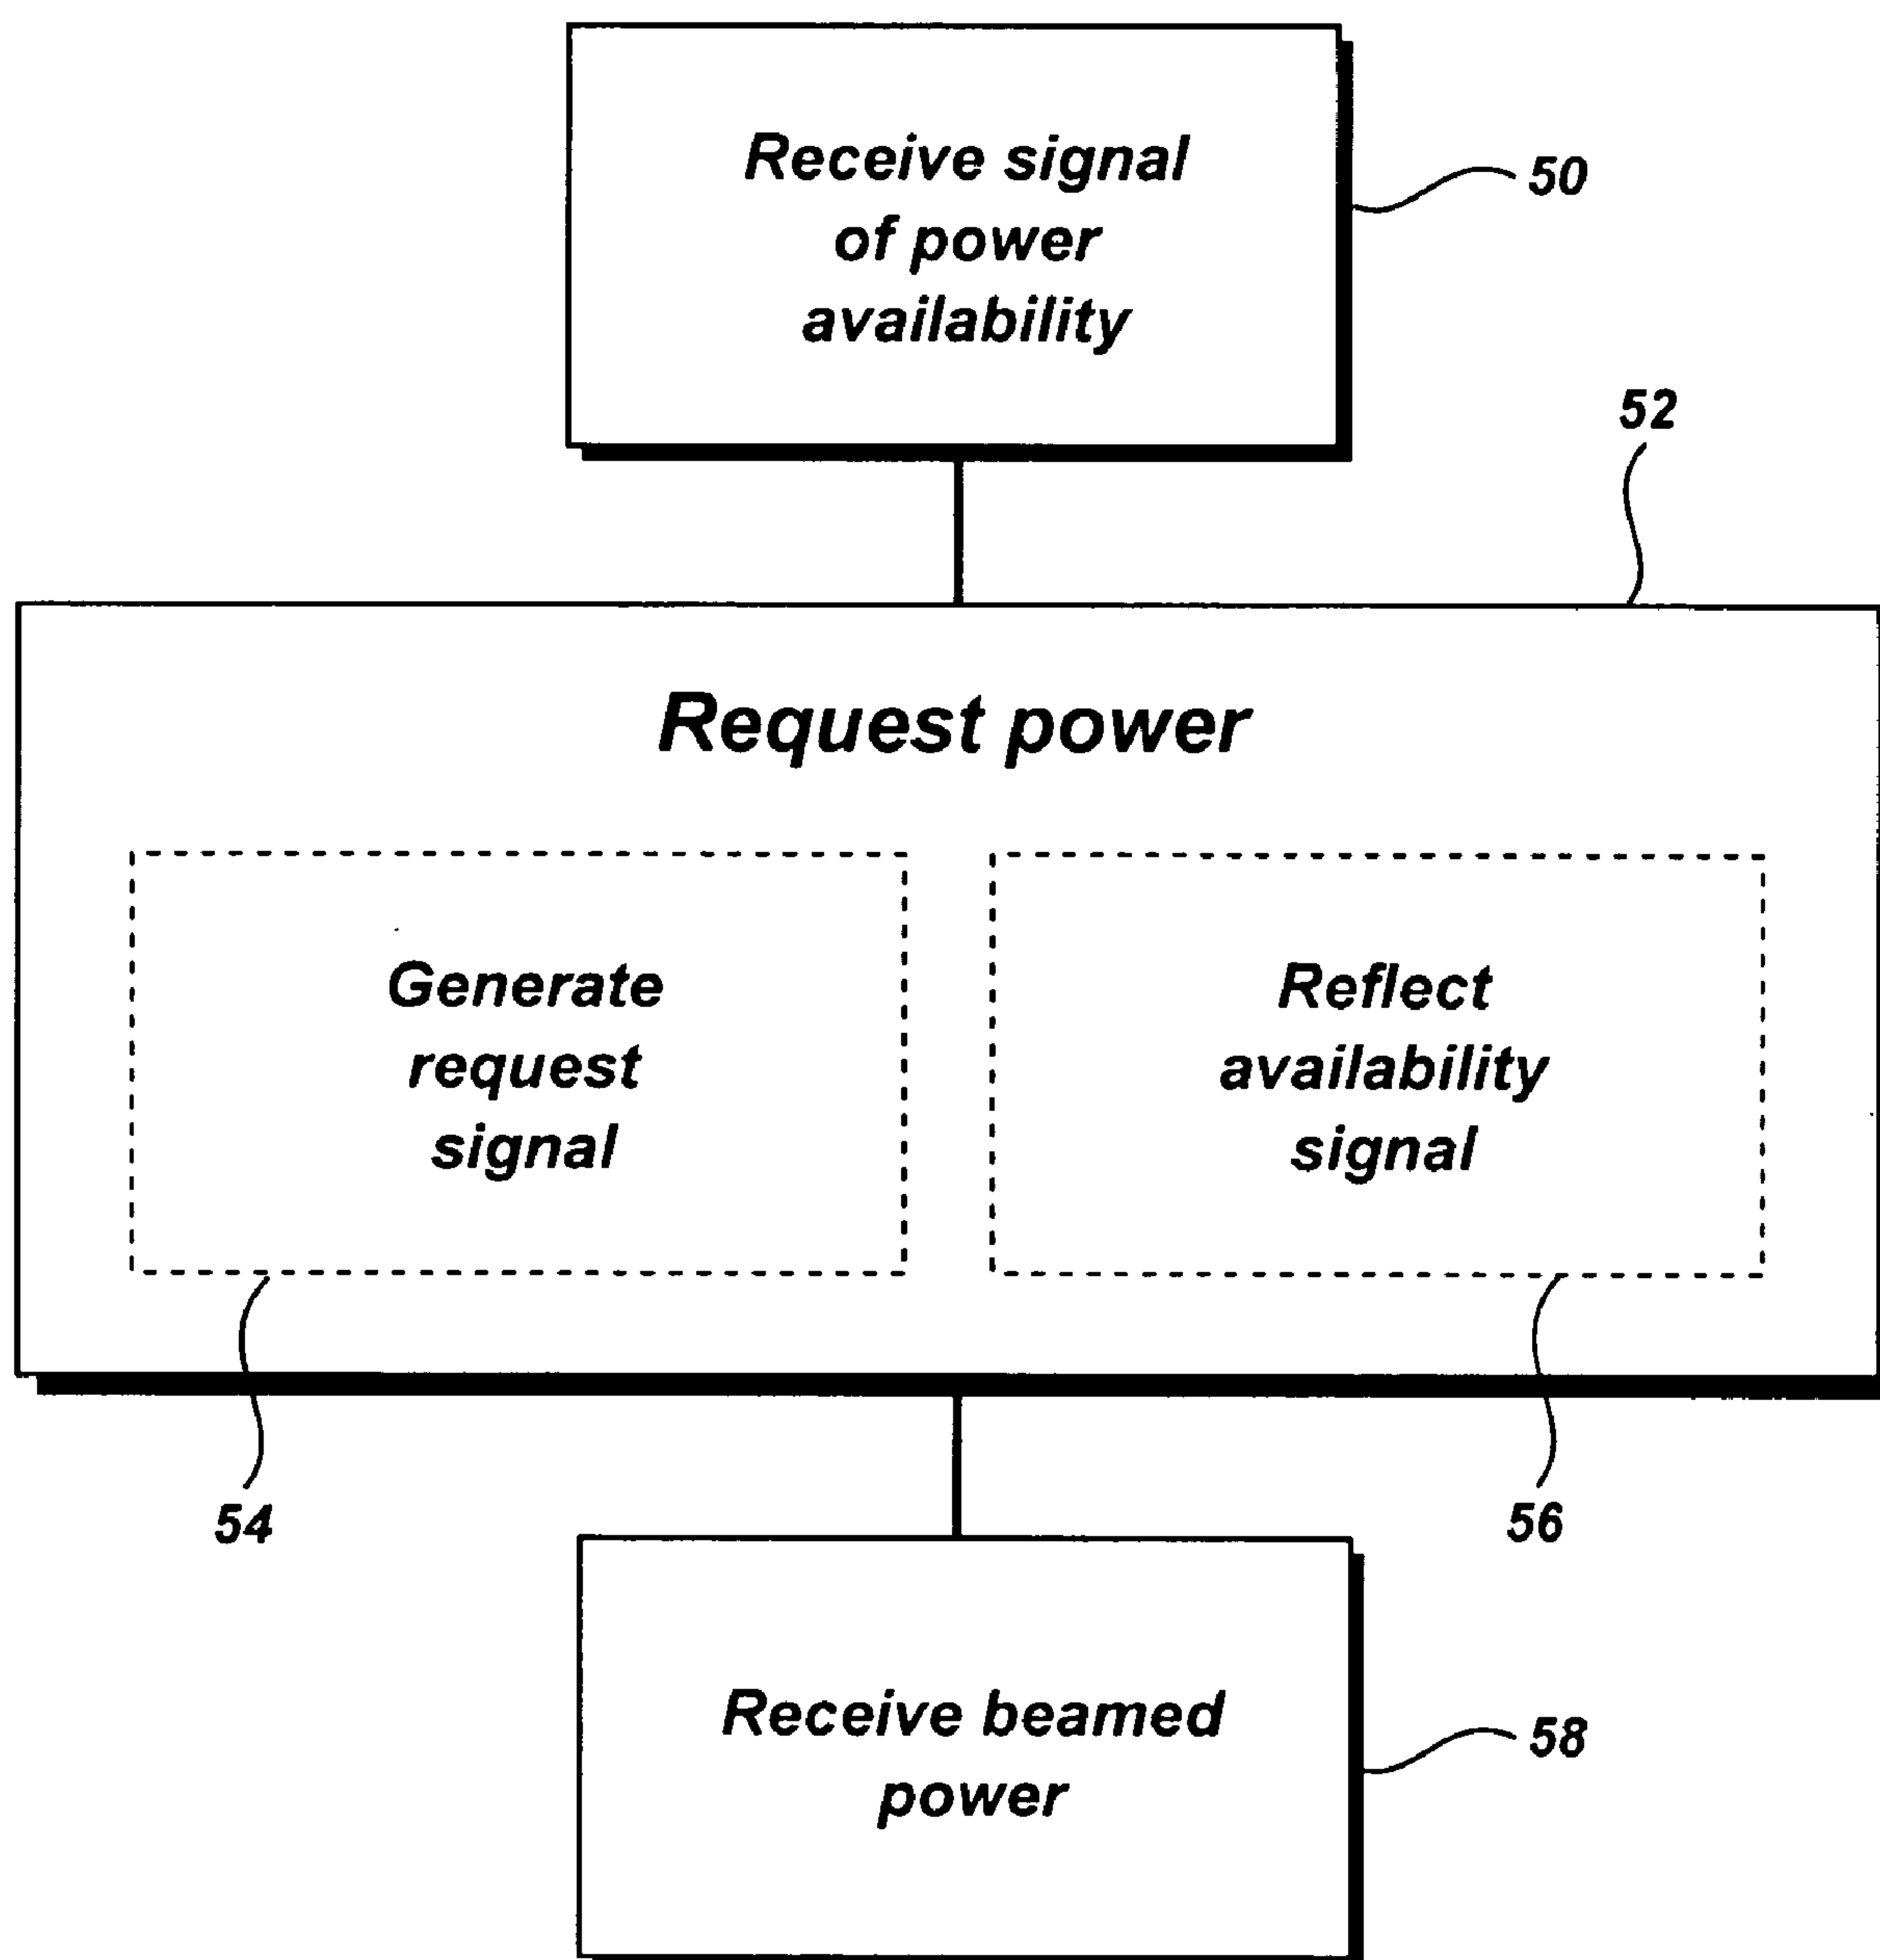 Receive signal
of power
availability
50
52
Request power
Generate
request
signal
Reflect
availability
signal
54
56
Receive beamed
power
58